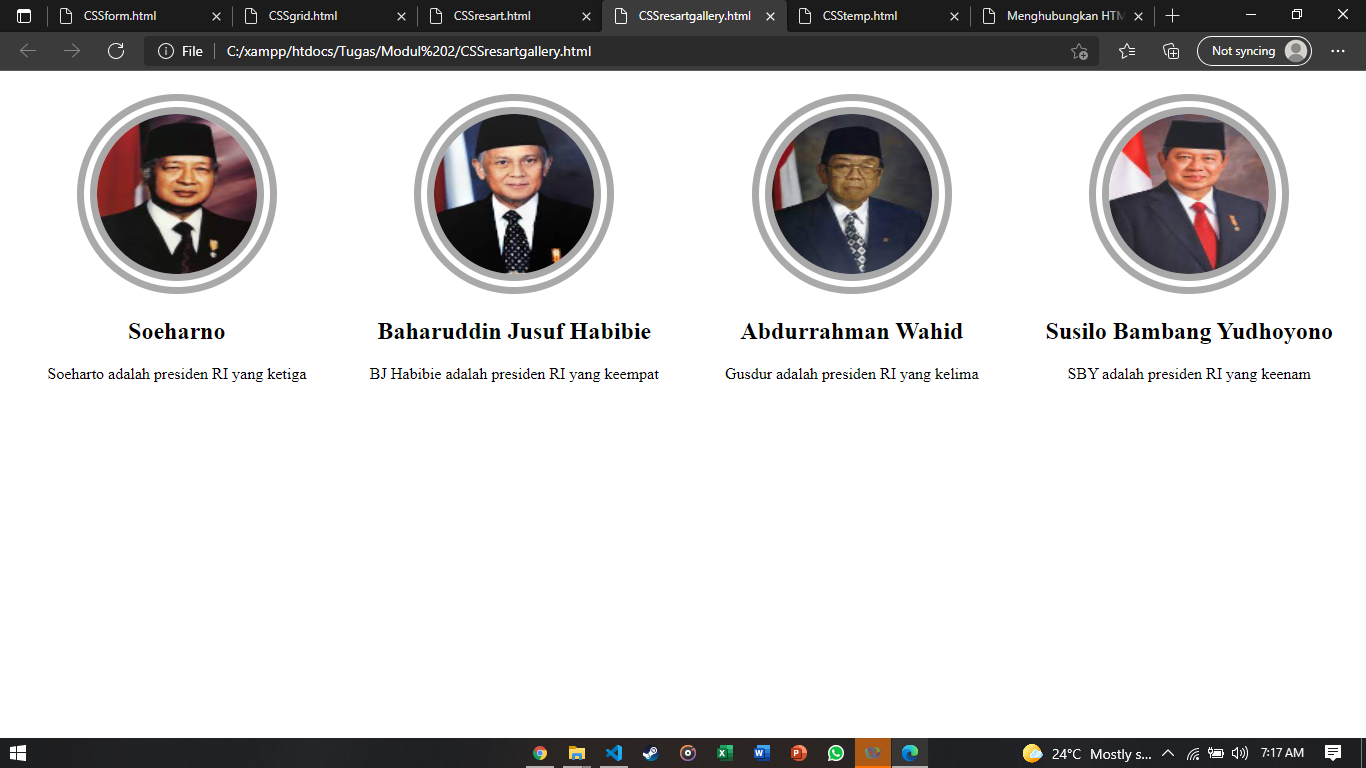 CSSform.html
CSSgrid.html
CSSresart.html
CSSresartgallery.html
CSStemp.html
Menghubungkan HTM
File
C:/xampp/htdocs/Tugas/Modul%202/CSSresartgallery.html
Not syncing
Soeharno
Baharuddin Jusuf Habibie
Abdurrahman Wahid
Susilo Bambang Yudhoyono
Soeharto adalah presiden RI yang ketiga
BJ Habibie adalah presiden RI yang keempat
Gusdur adalah presiden RI yang kelima
SBY adalah presiden RI yang keenam
24°C Mostly s...
7:17 AM